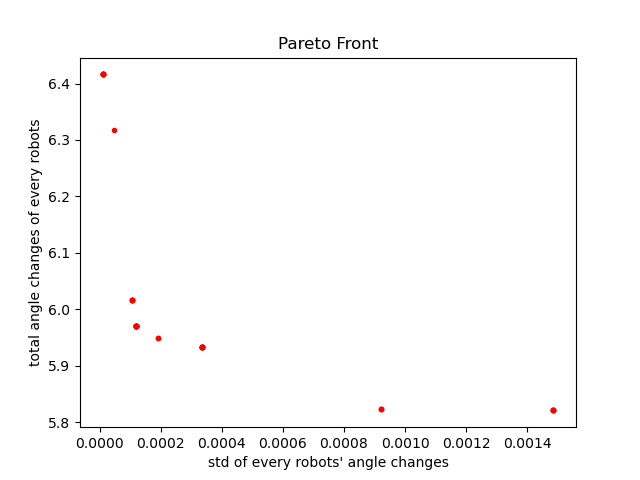 Pareto Front
total angle changes of every robots
6.4
6.3
6.2
6.1
6.0
5.9
5.8
0.0000 0.0002 0.0004 0.0006 0.0008 0.0010 0.0012 0.0014
std of every robots' angle changes